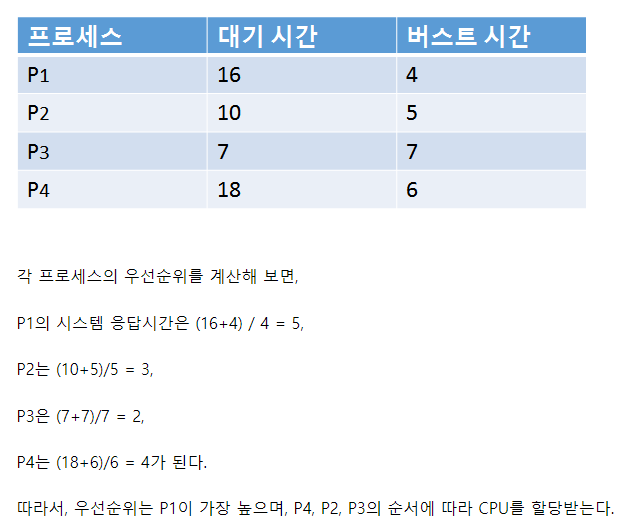 프로세스 대기 시간 버스트 시간
P1 16 4
P2 10 5
P3 7 7
P4 18 6
각 프로세스의 우선순위를 계산해 보면,
P1의 시스템 응답시간은 (16+4) / 4 = 5,
P2는 (10+5)/5 = 3,
P3은 (7+7)/7 = 2,
P4는 (18+6)/6 = 4가 된다.
따라서, 우선순위는 P1이 가장 높으며, P4, P2, P3의 순서에 따라 CPU를 할당받는다.